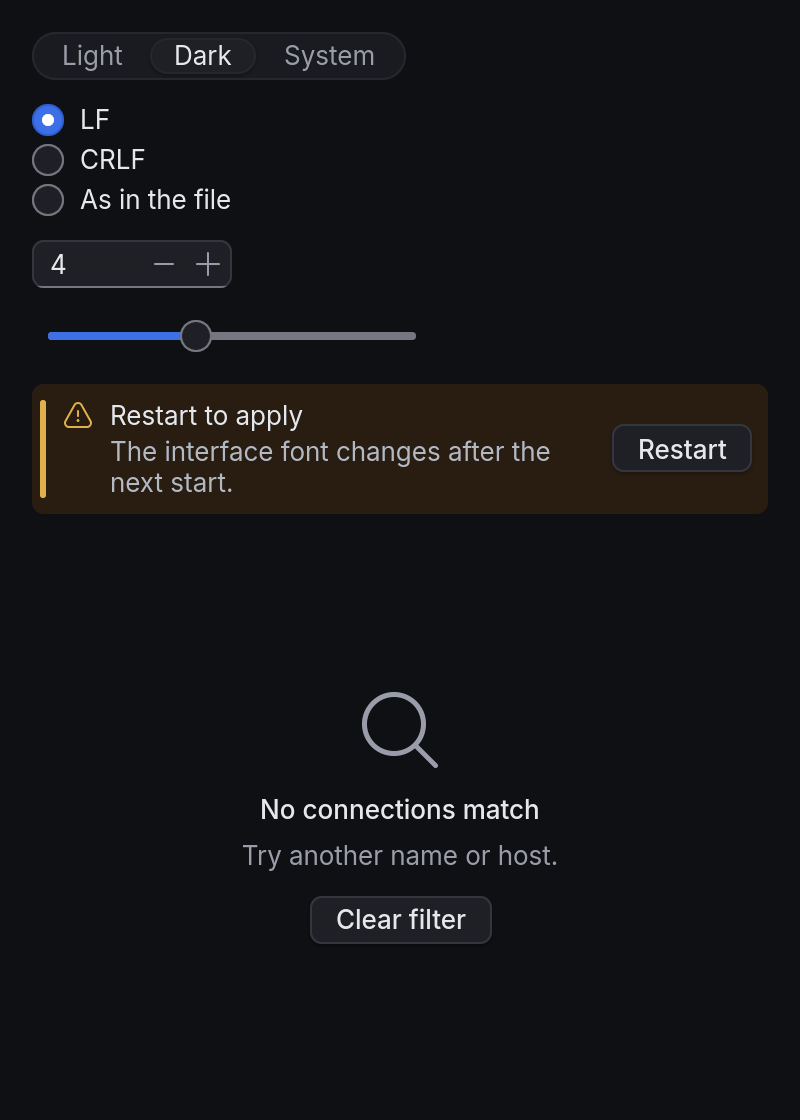 Light Dark System
LF
CRLF
As in the file
4
Restart to apply
The interface font changes after the
next start.
Restart
No connections match
Try another name or host.
Clear filter